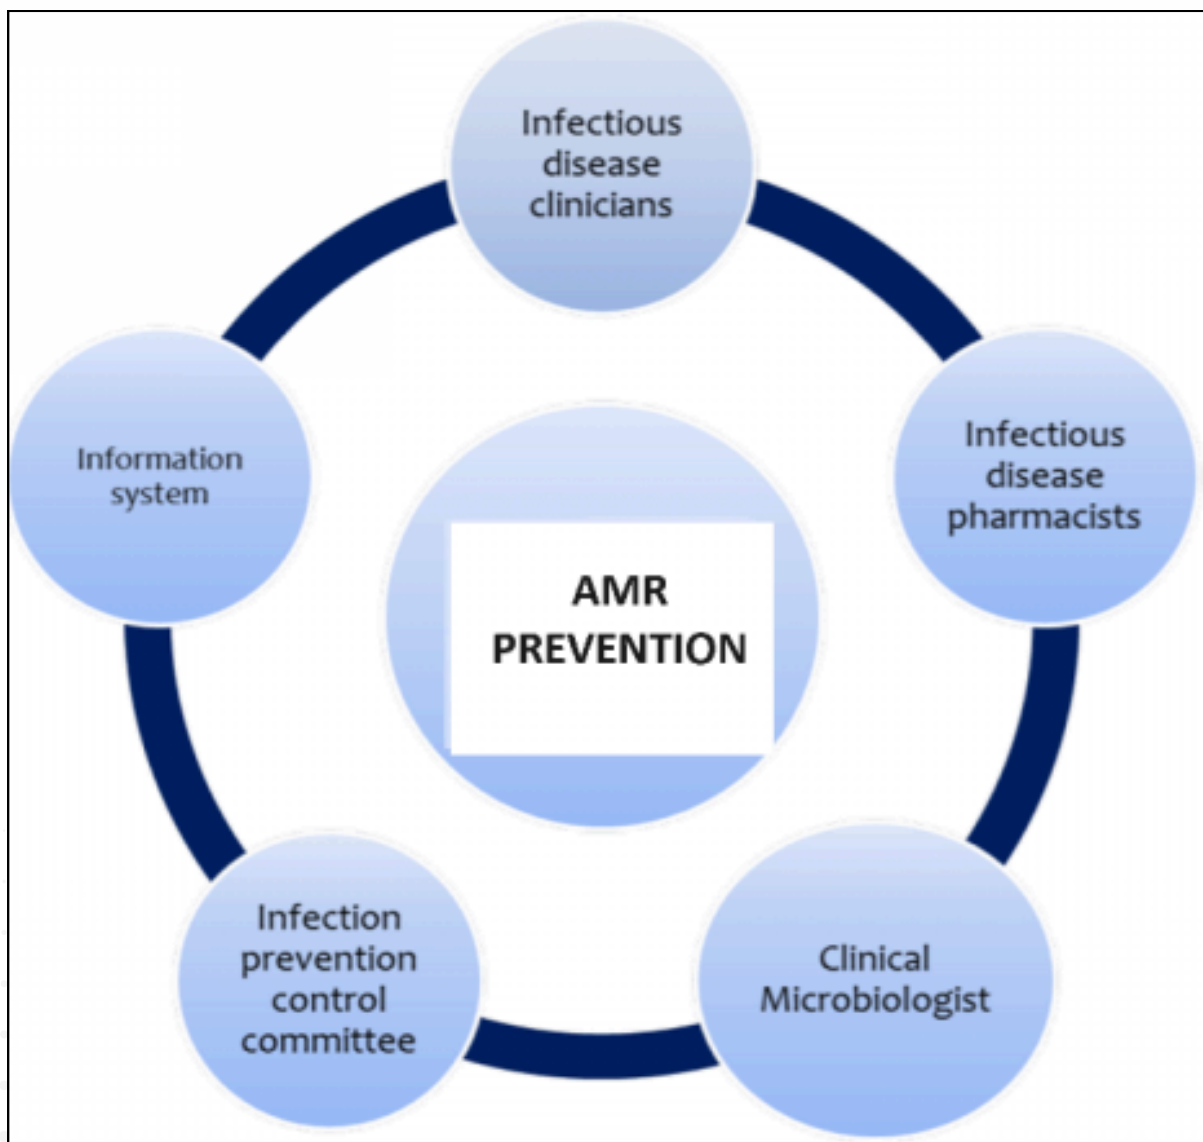 Infectious
disease
clinicians
Information
system
Infectious
disease
pharmacists
AMR
PREVENTION
Infection
prevention
control
committee
Clinical
Microbiologist